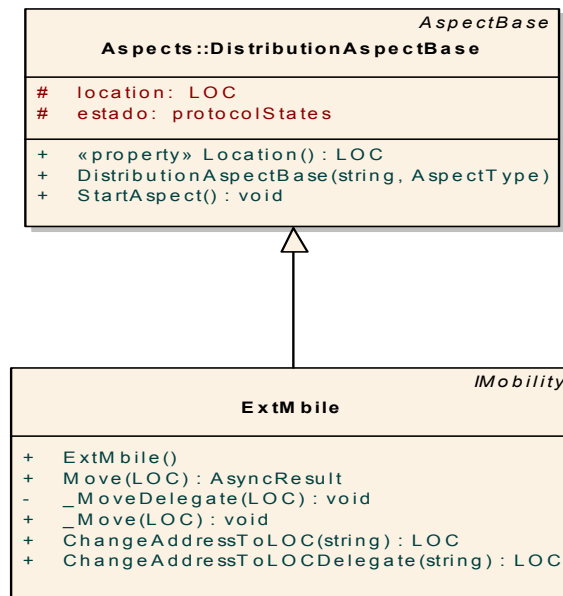 AspectBase
Aspects::DistributionAspectBase
# location: LOC
# estado: protocolStates
+ «property» Location() : LOC
+ DistributionAspectBase(string, AspectType)
+ StartAspect() : void
IMobility
ExtMbile
+ ExtMbile()
+ Move(LOC) : AsyncResult
- _MoveDelegate(LOC) : void
+ _Move(LOC) : void
+ ChangeAddressToLOC(string) : LOC
+ ChangeAddressToLOCDelegate(string) : LOC